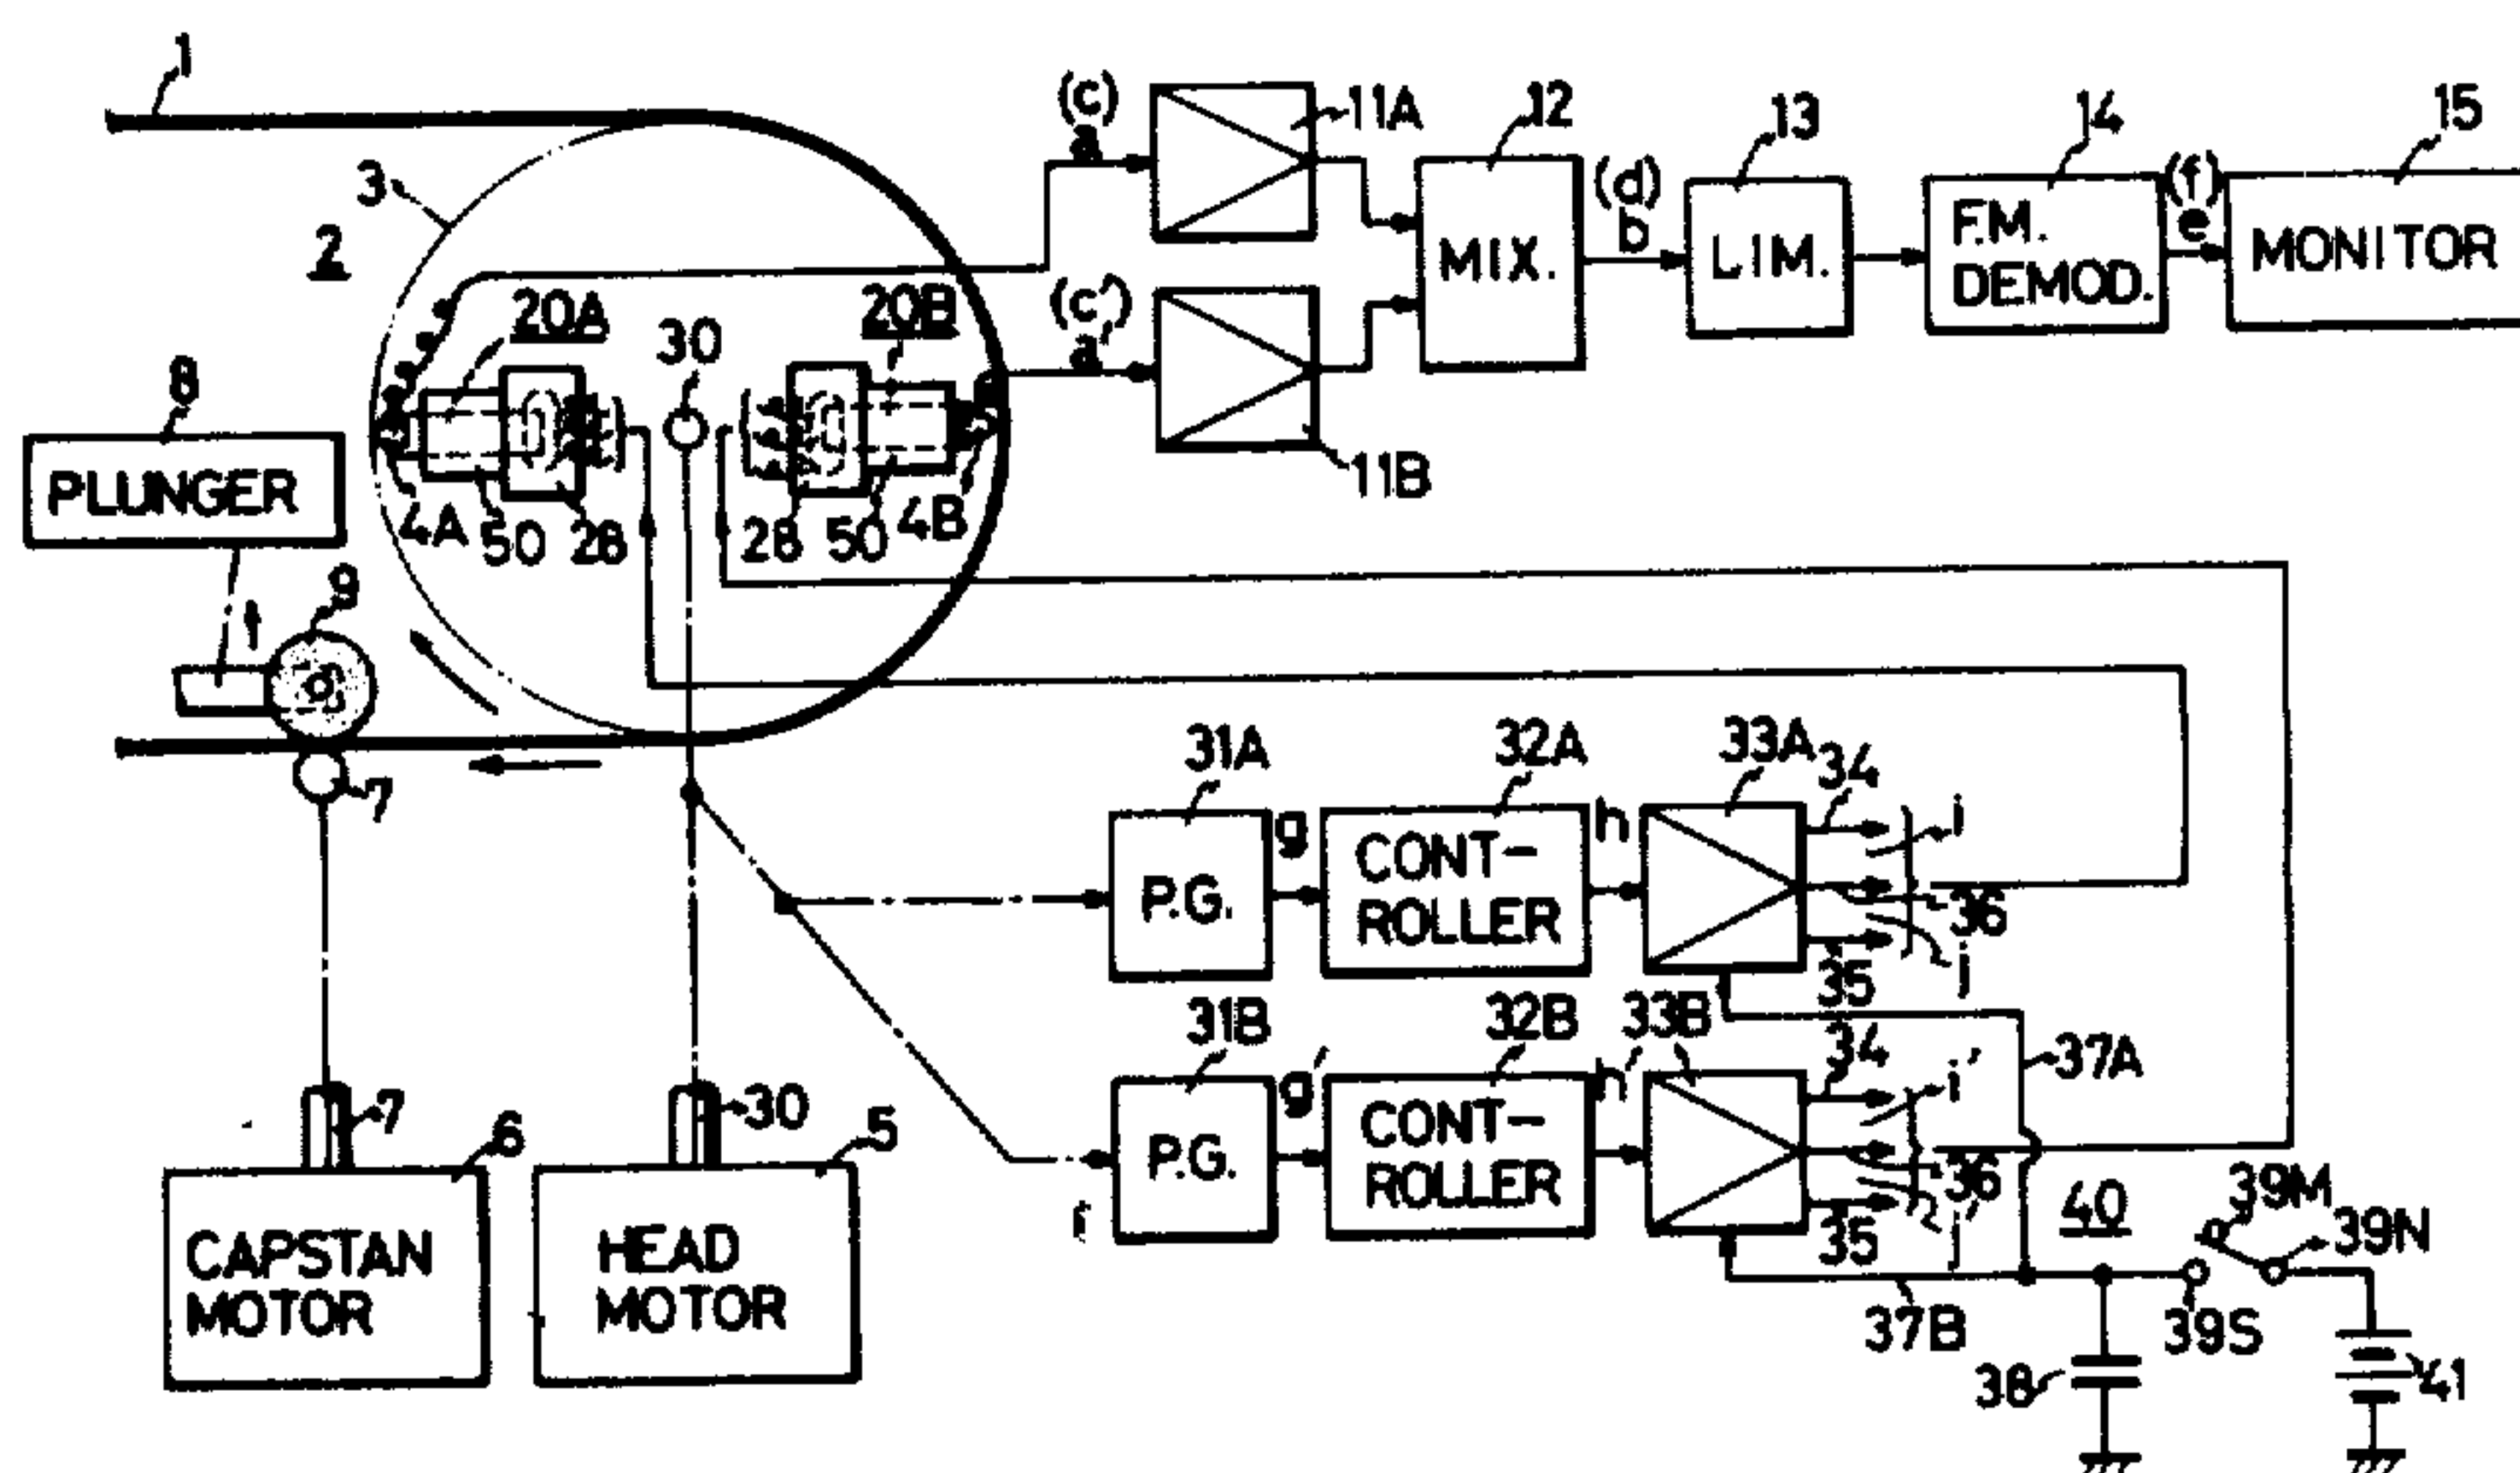 1
2
3
(c)
a
11A
12
MIX.
(d)
b
13
LIM.
14
F.M.
DEMOD.
(f)
e
15
MONITOR
20A
30
20B
(c')
a'
11B
8
PLUNGER
4A
50
28
28
50
4B
9
7
31A
P.G.
g
32A
CONT-
ROLLER
h
33A
34
i
36
35
j
31B
P.G.
g'
32B
CONT-
ROLLER
h'
33B
34
i'
36
35
j'
37A
37B
40
39M
39N
39S
38
41
7
6
CAPSTAN
MOTOR
30
5
HEAD
MOTOR